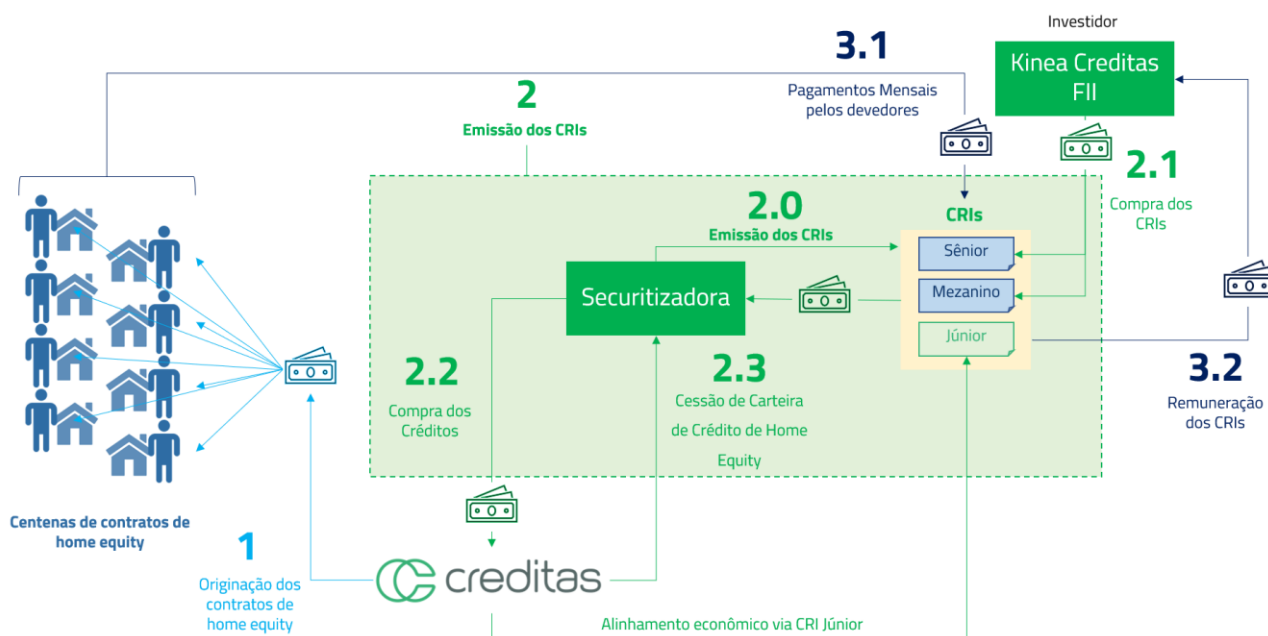 Investidor
Kinea Creditas
FII
3.1
Pagamentos Mensais
pelos devedores
2
Emissão dos CRIs
2.1
Compra dos
CRIs
2.0
Emissão dos CRIs
CRIs
Sênior
Mezanino
Júnior
Securitizadora
2.2
Compra dos
Créditos
2.3
Cessão de Carteira
de Crédito de Home
Equity
3.2
Remuneração
dos CRIs
Centenas de contratos de
home equity
1
Originação dos
contratos de
home equity
creditas
Alinhamento econômico via CRI Júnior